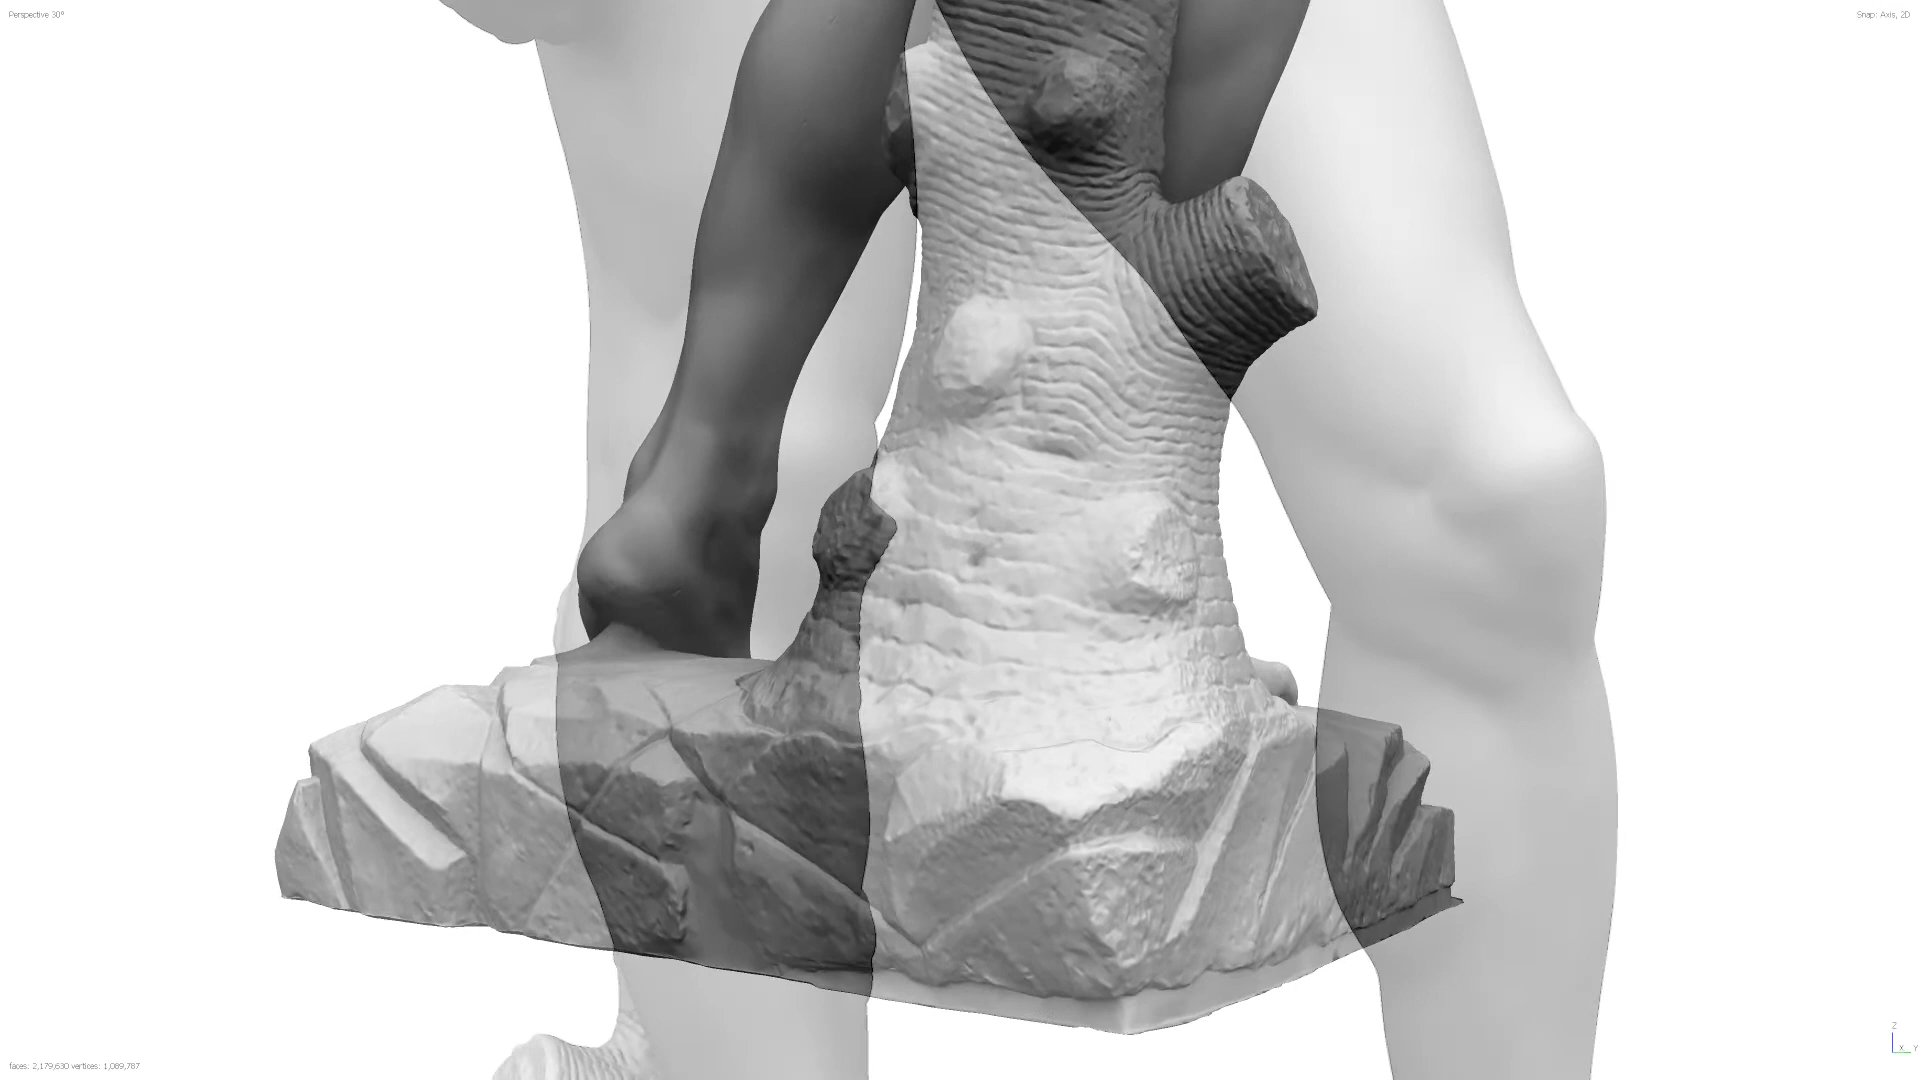 Perspective 30°
Snap: Axis, 2D
Z
X Y
faces: 2,179,630 vertices: 1,089,787